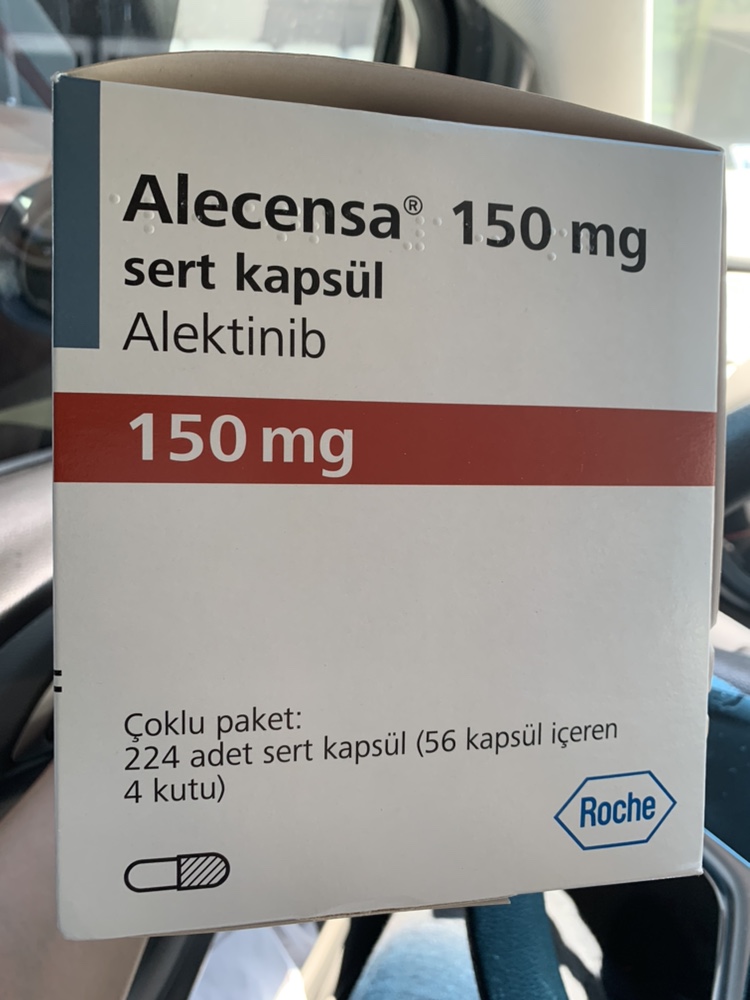 Alecensa® 150 mg
sert kapsül
Alektinib
150 mg
Çoklu paket:
224 adet sert kapsül (56 kapsül içeren
4 kutu)
Roche